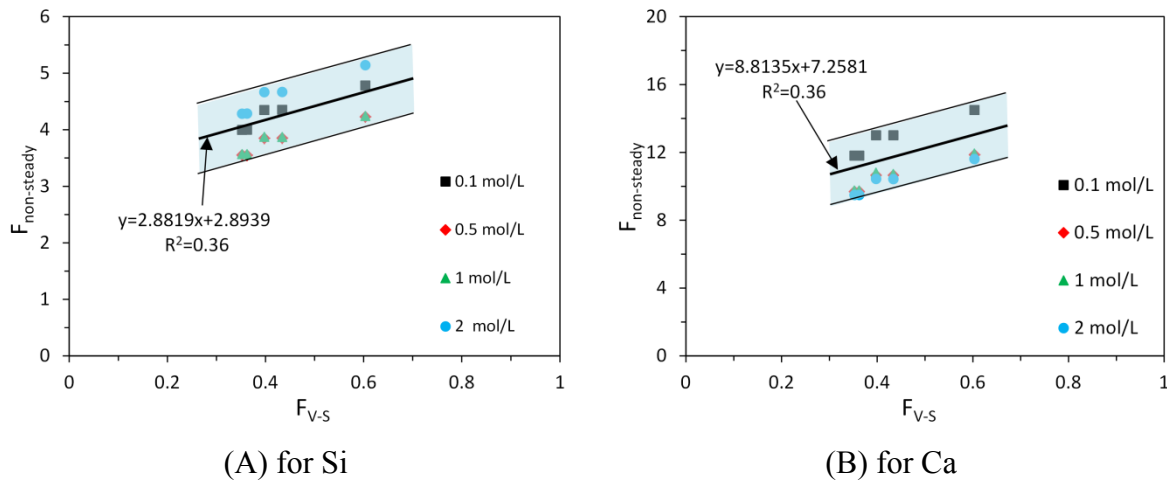 6
5
4
3
2
1
0
0
0.2
0.4
0.6
0.8
1
F_non-steady
F_V-S
y=2.8819x+2.8939
R²=0.36
0.1 mol/L
0.5 mol/L
1 mol/L
2 mol/L
(A) for Si
20
16
12
8
4
0
0
0.2
0.4
0.6
0.8
1
F_non-steady
F_V-S
y=8.8135x+7.2581
R²=0.36
0.1 mol/L
0.5 mol/L
1 mol/L
2 mol/L
(B) for Ca